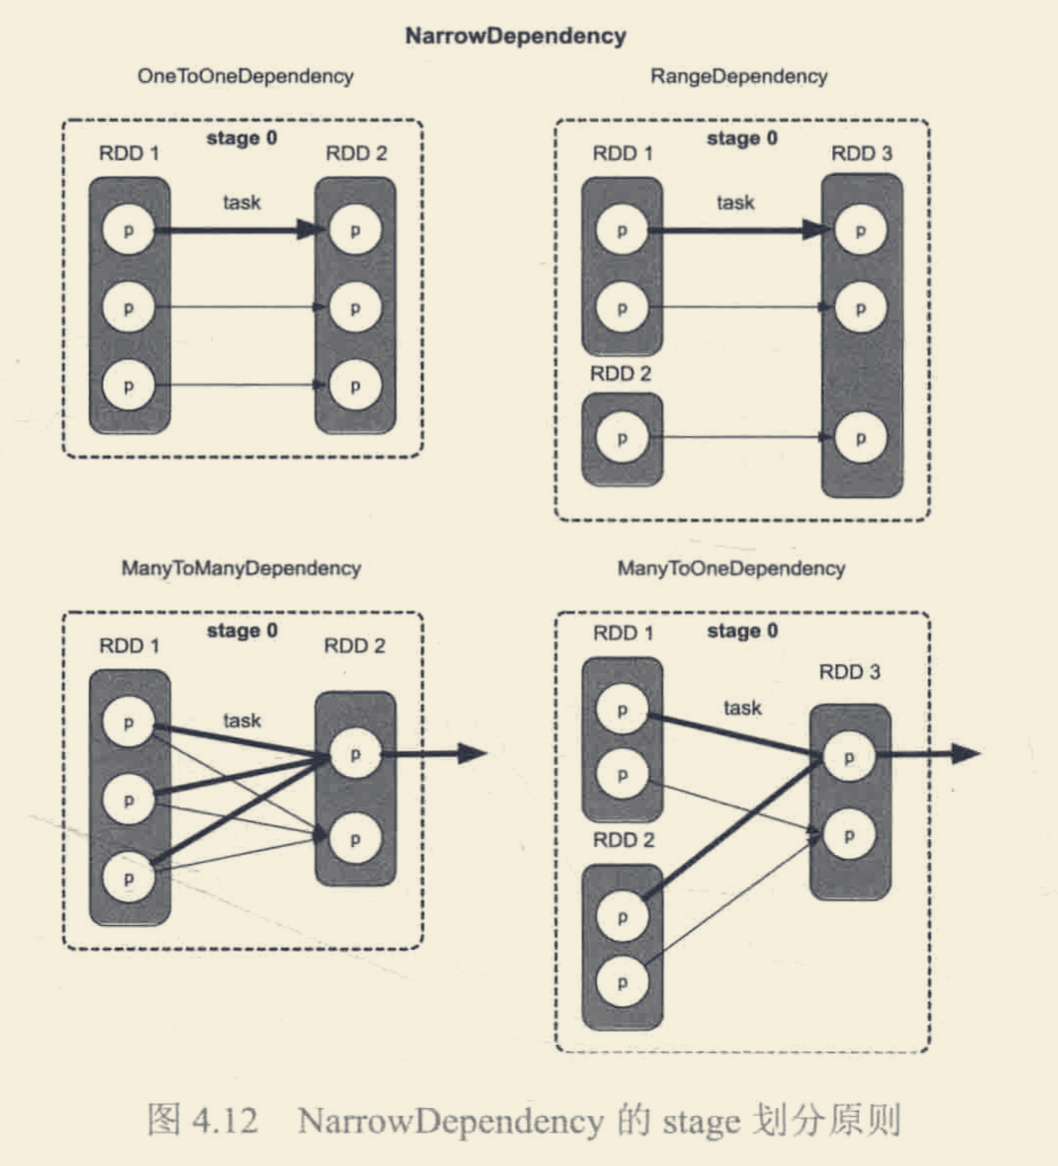 NarrowDependency
OneToOneDependency
stage 0
RDD 1
RDD 2
task
p
p
p
p
p
p
RangeDependency
stage 0
RDD 1
RDD 3
task
p
p
p
p
RDD 2
p
p
ManyToManyDependency
stage 0
RDD 1
RDD 2
task
p
p
p
p
p
ManyToOneDependency
RDD 1
stage 0
RDD 3
task
p
p
p
p
RDD 2
p
p
图 4.12 NarrowDependency 的 stage 划分原则